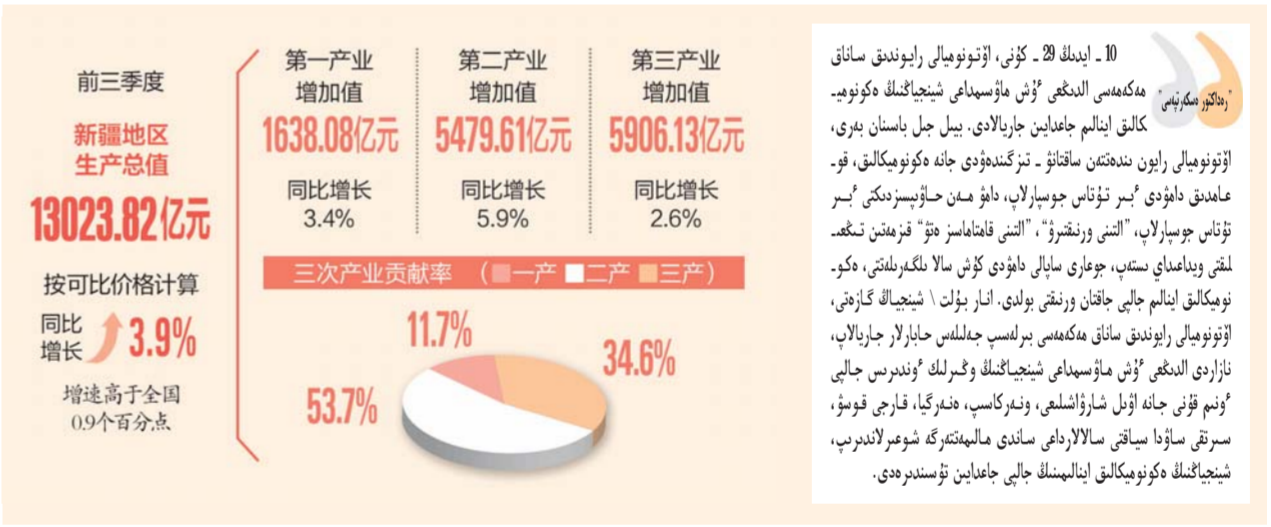 前三季度
新疆地区
生产总值
13023.82亿元
按可比价格计算
同比
增长
3.9%
增速高于全国
0.9个百分点
第一产业
增加值
1638.08亿元
同比增长
3.4%
第二产业
增加值
5479.61亿元
同比增长
5.9%
第三产业
增加值
5906.13亿元
同比增长
2.6%
三次产业贡献率 (一产 二产 三产)
11.7%
34.6%
53.7%
"رەداكتور ەسكەرتپەسى"
10 ـ ايدىڭ 29 ـ كۇنى، اۆتونوميالى رايوندىق ساناق
مەكەمەسى الدىڭعى ٴۇش ماۋسىمداعى شينجياڭنىڭ ەكونوميـ
كالىق اينالىم جاعدايىن جاريالادى. بيىل جىل باسىنان بەرى،
اۆتونوميالى رايون ىندەتتەن ساقتانۋ ـ تىزگىندەۋدى جانە ەكونوميكالىق، قوـ
عامدىق دامۋدى ٴبىر تۇتاس جوسپارلاپ، دامۋ مەن حاۋىپسىزدىكتى ٴبىر
تۇتاس جوسپارلاپ، ”التىنى ورنىقتىرۋ“، ”التىنى قامتاماسىز ەتۋ“ قىزمەتىن تىڭعىـ
لىقتى ويداعىداي ىستەپ، جوعارى ساپالى دامۋدى كۇش سالا ىلگەرىلەتتى، ەكوـ
نوميكالىق اينالىم جالپى جاقتان ورنىقتى بولدى. انار بۇلت \ شينجياڭ گازەتى،
اۆتونوميالى رايوندىق ساناق مەكەمەسى بىرلەسىپ جەلىلەس حابارلار جاريالاپ،
نازاردى الدىڭعى ٴۇش ماۋسىمداعى شينجياڭنىڭ وڭىرلىك ٴوندىرىس جالپى
ٴونىم قۇنى جانە اۋىل شارۋاشىلىعى، ونەركاسىپ، ەنەرگيا، قارجى قوسۋ،
سىرتقى ساۋدا سياقتى سالالارداعى ساندى مالىمەتتەرگە شوعىرلاندىرىپ،
شينجياڭنىڭ ەكونوميكالىق اينالىمىنىڭ جالپى جاعدايىن تۇسىندىرەدى.